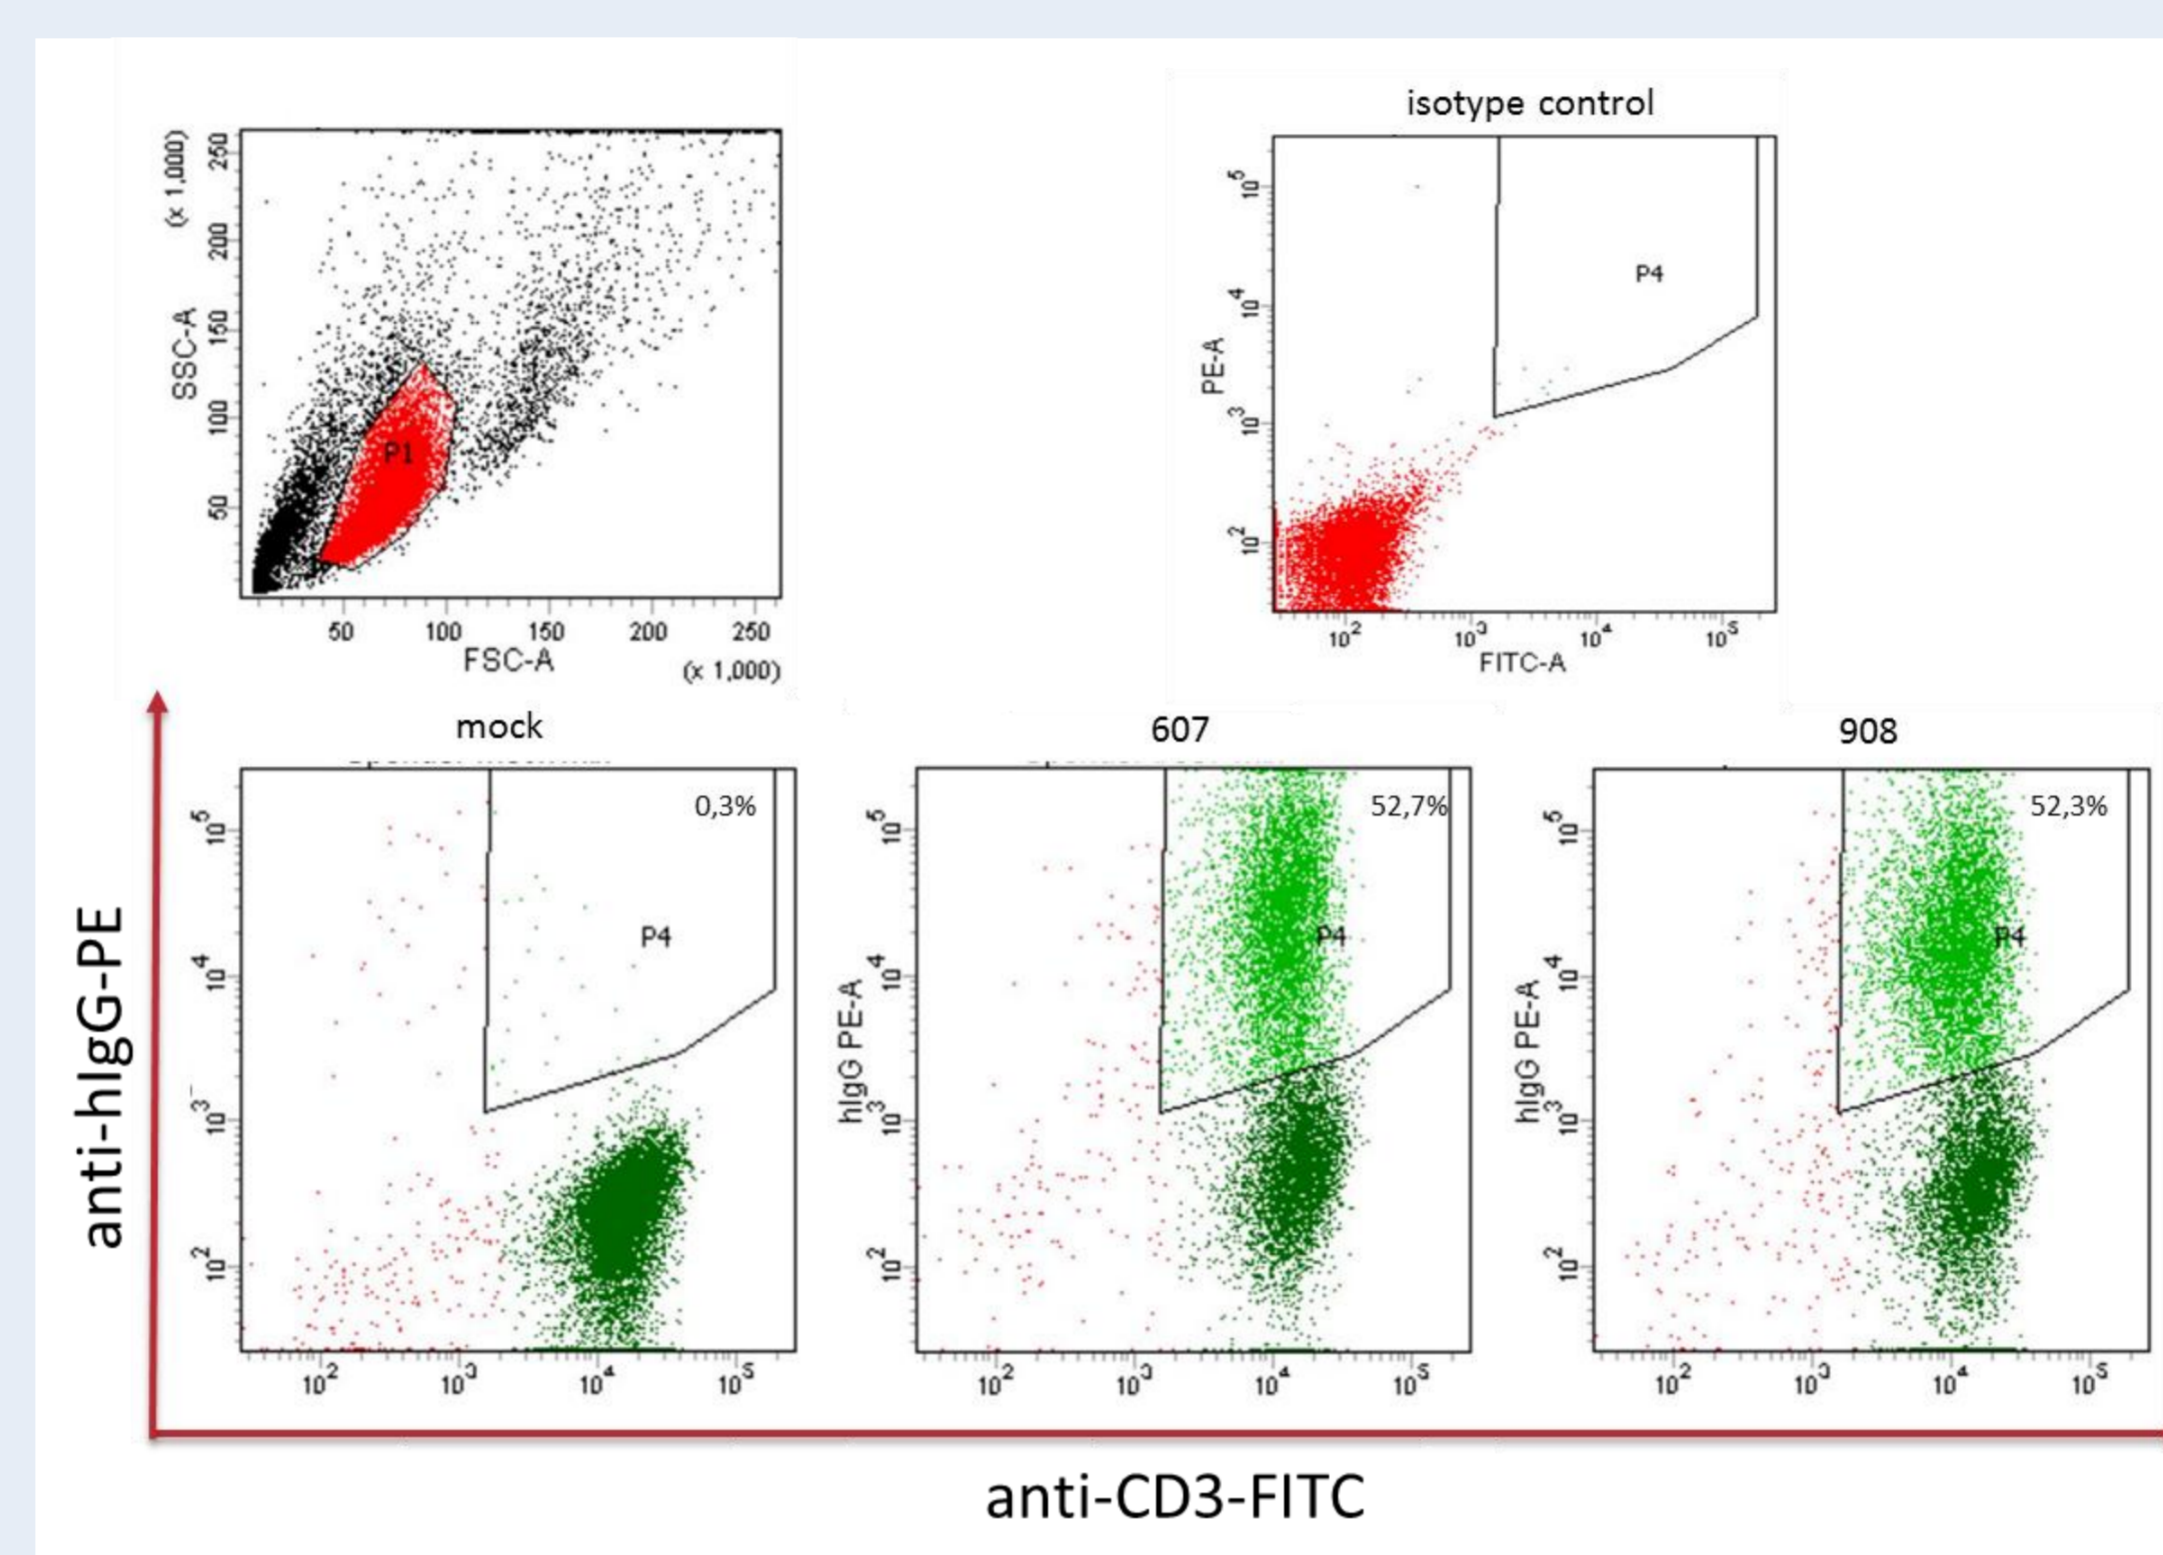 isotype control
(x 1,000)
SSC-A
250
200
150
100
50
P1
50 100 150 200 250
FSC-A
(x 1,000)
PE-A
10^5
10^4
10^3
10^2
P4
10^2 10^3 10^4 10^5
FITC-A
mock
607
908
anti-hIgG-PE
10^5
10^4
10^3
10^2
0,3%
P4
10^2 10^3 10^4 10^5
hIgG PE-A
10^5
10^4
10^3
10^2
52,7%
P4
10^2 10^3 10^4 10^5
hIgG PE-A
10^5
10^4
10^3
10^2
52,3%
P4
10^2 10^3 10^4 10^5
anti-CD3-FITC